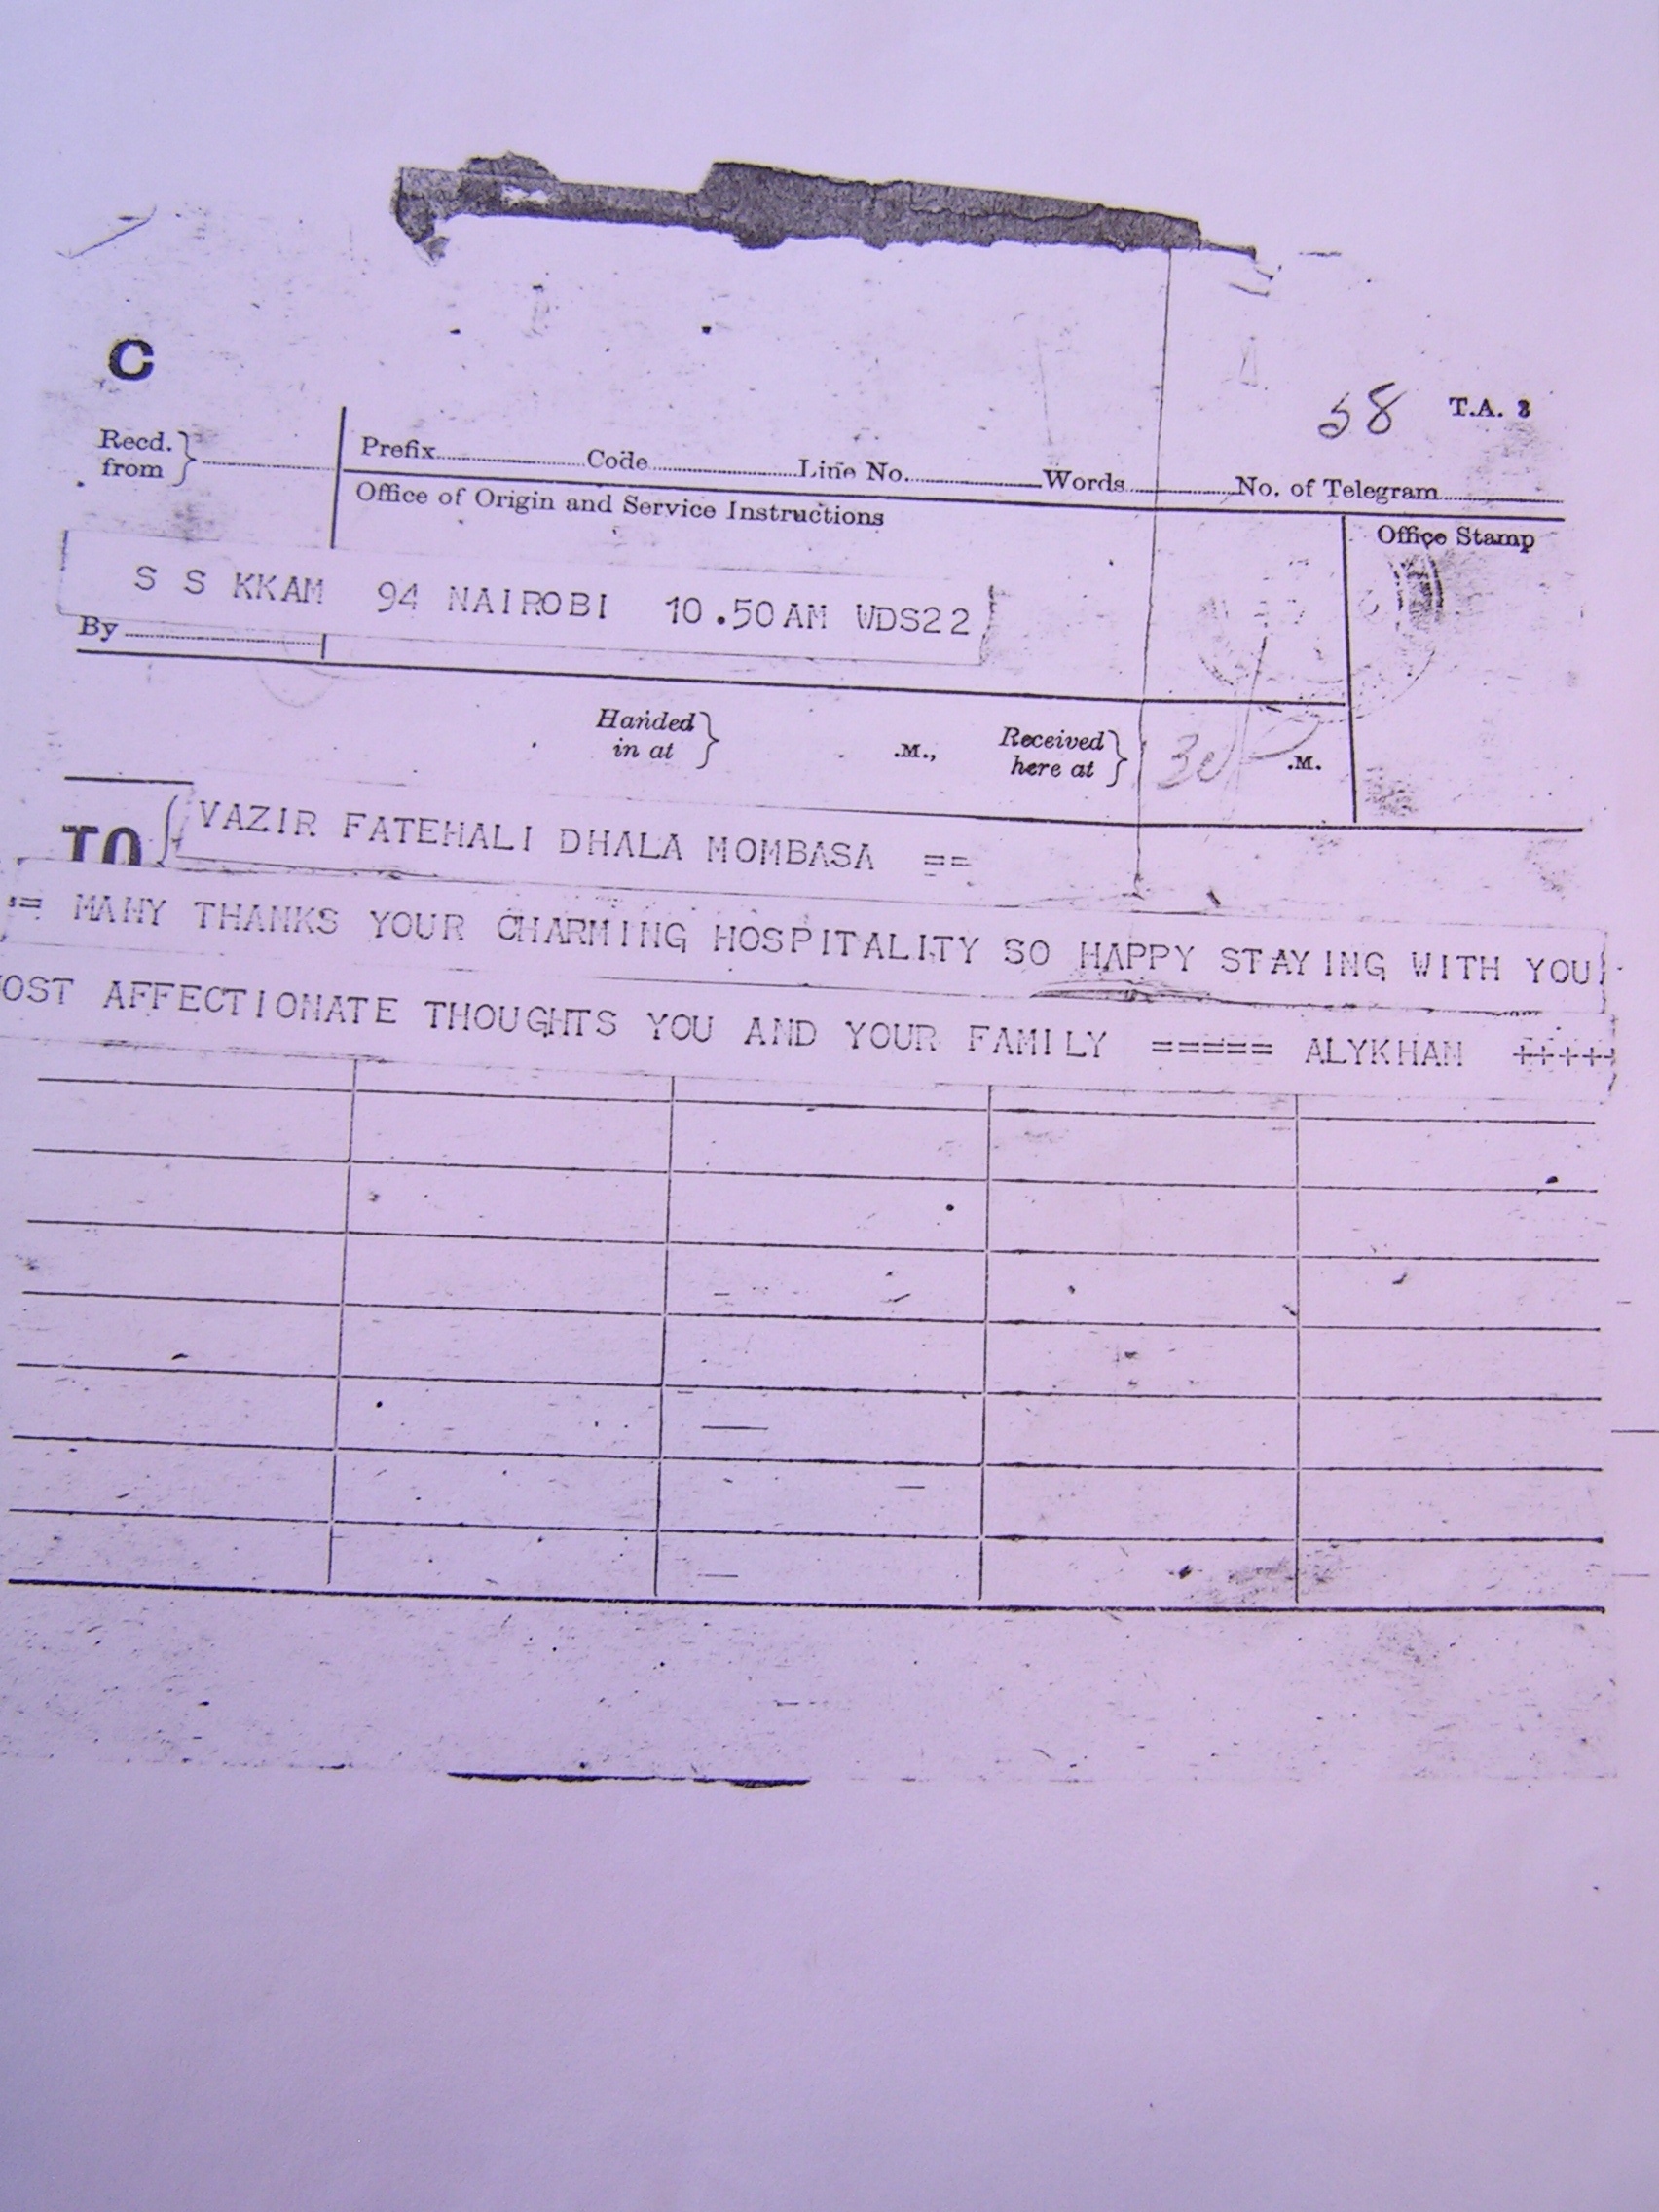 C
58 T.A. 3
Recd. from
Prefix Code Line No. Words No. of Telegram
Office of Origin and Service Instructions
Office Stamp
S S KKAM 94 NAIROBI 10.50AM WDS22
By
Handed in at .M., Received here at .M.
TO VAZIR FATEHALI DHALA MOMBASA ==
= MANY THANKS YOUR CHARMING HOSPITALITY SO HAPPY STAYING WITH YOU
OST AFFECTIONATE THOUGHTS YOU AND YOUR FAMILY ===== ALYKHAN +++++